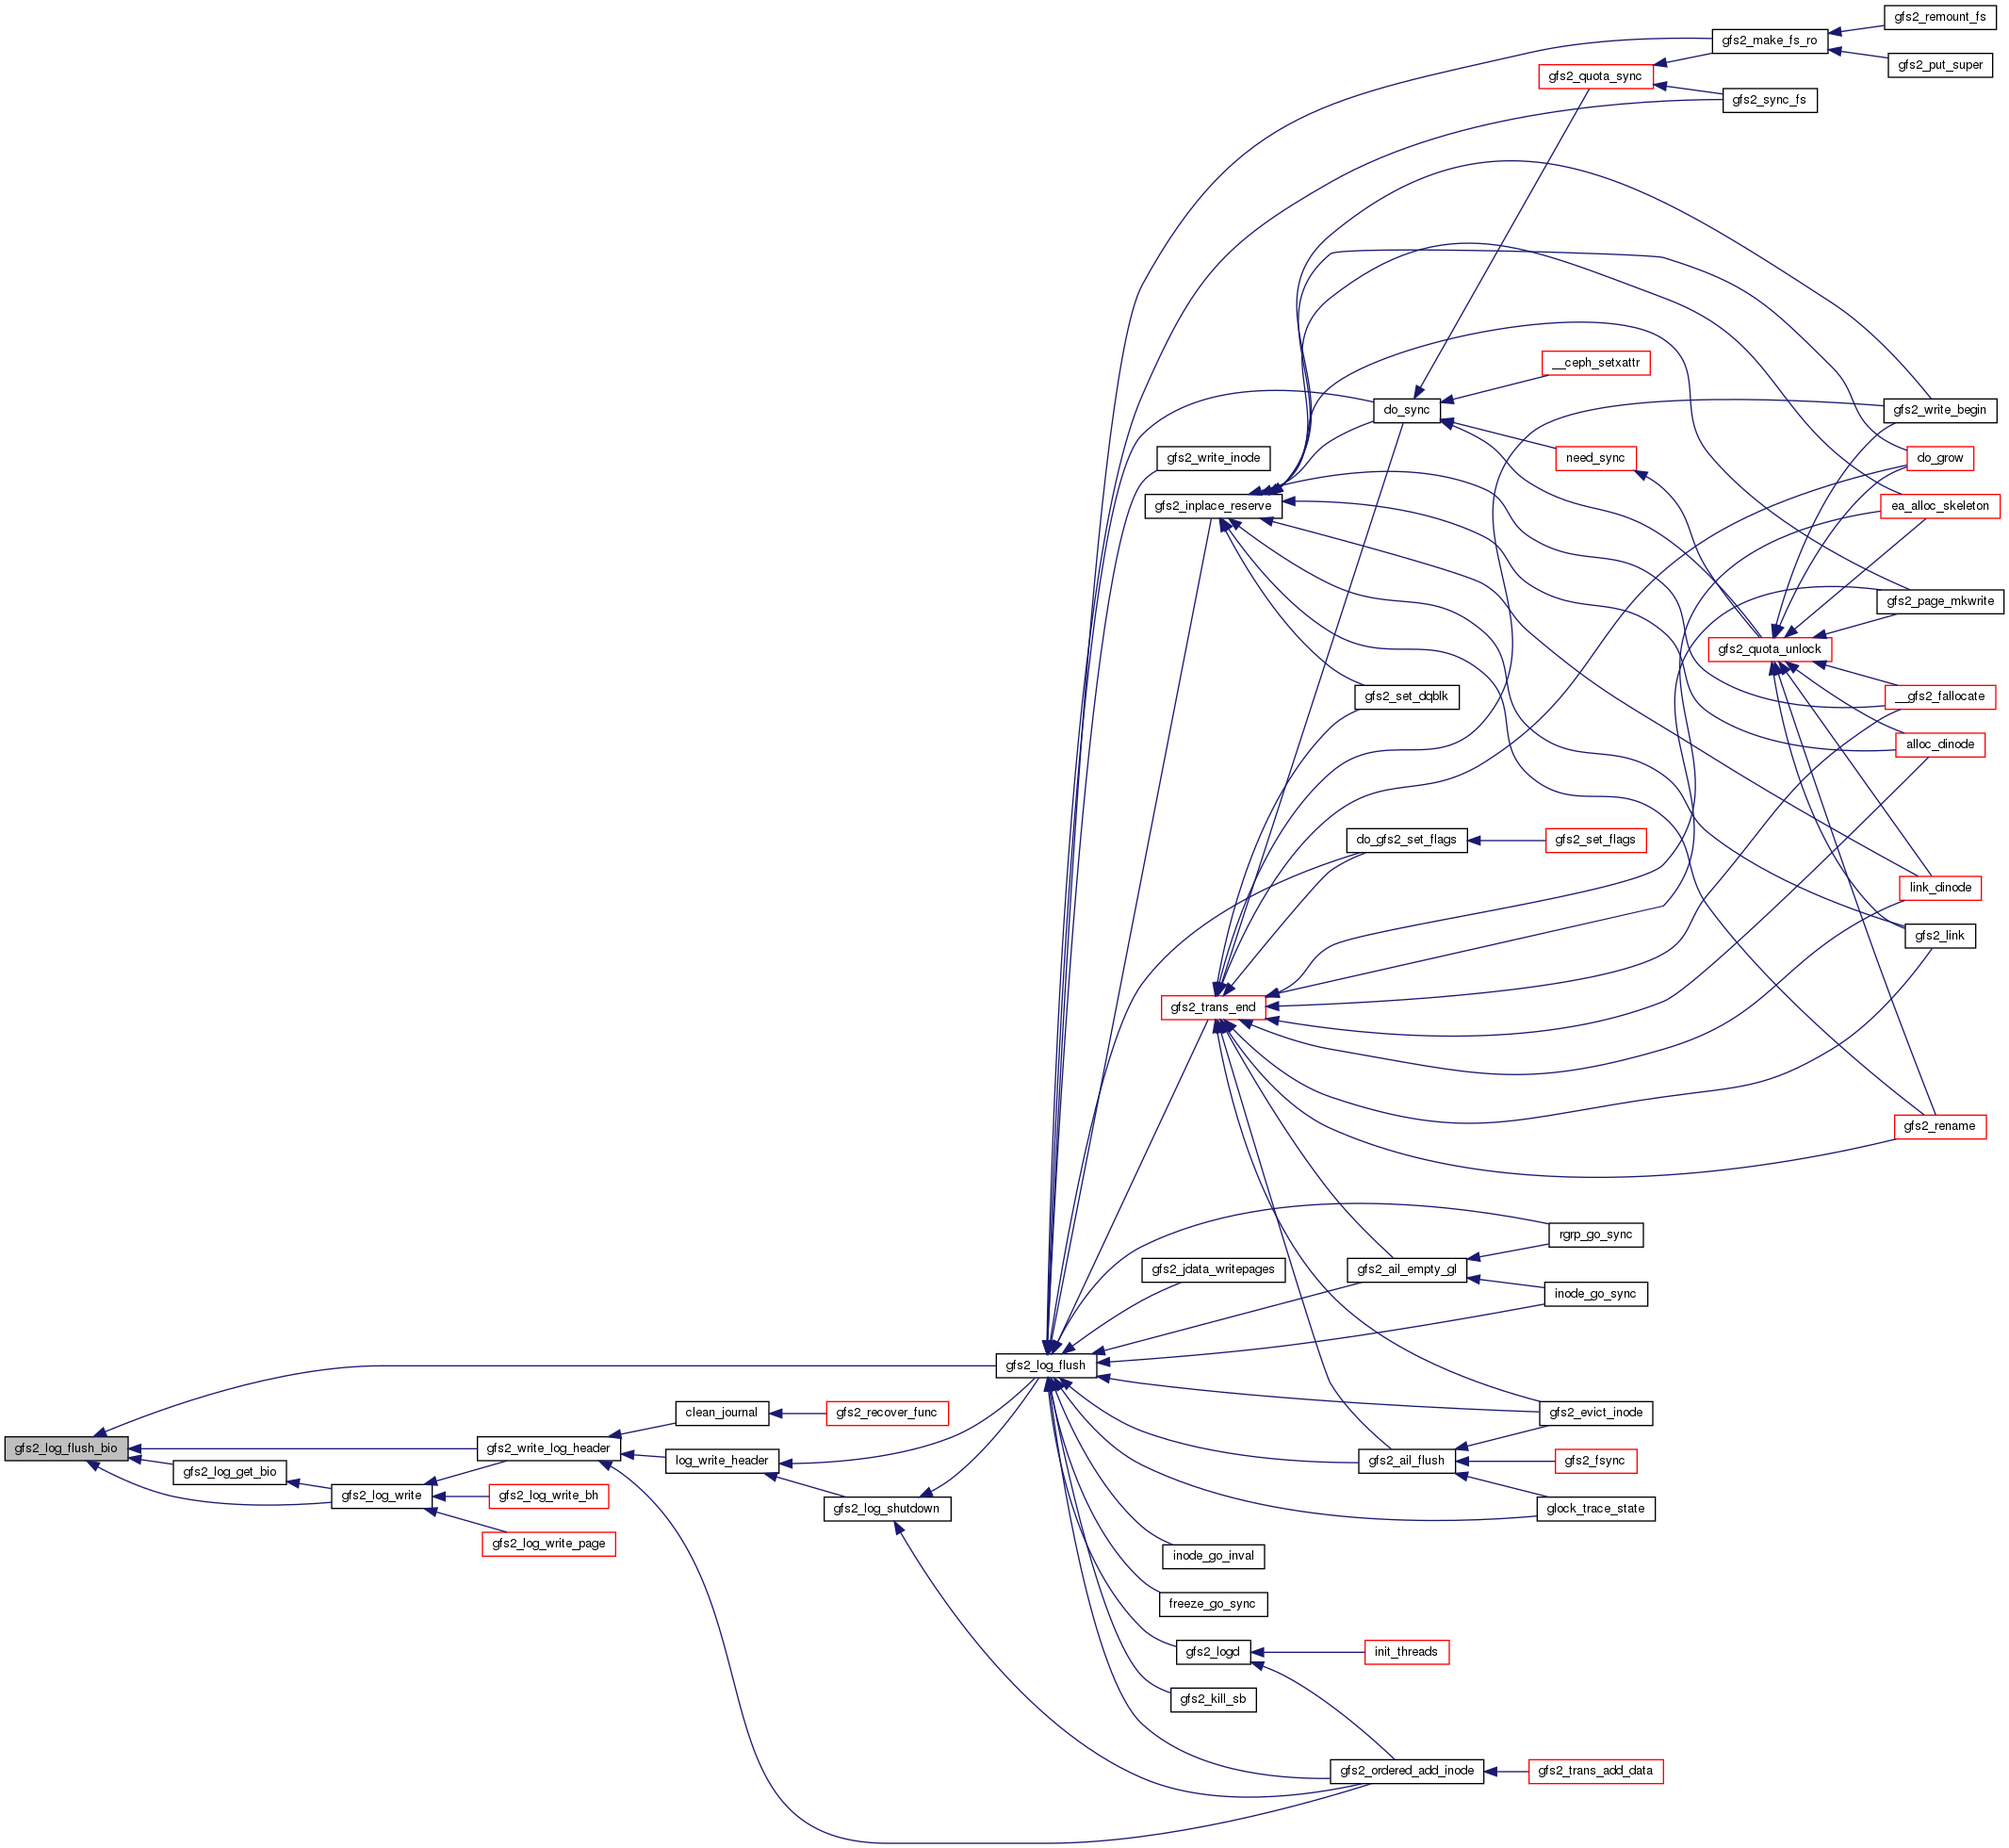 gfs2_remount_fs
gfs2_make_fs_ro
gfs2_put_super
gfs2_quota_sync
gfs2_sync_fs
__ceph_setxattr
do_sync
gfs2_write_begin
gfs2_write_inode
need_sync
do_grow
gfs2_inplace_reserve
ea_alloc_skeleton
gfs2_page_mkwrite
gfs2_quota_unlock
gfs2_set_dqblk
__gfs2_fallocate
alloc_dinode
do_gfs2_set_flags
gfs2_set_flags
link_dinode
gfs2_link
gfs2_trans_end
gfs2_rename
rgrp_go_sync
gfs2_jdata_writepages
gfs2_ail_empty_gl
inode_go_sync
gfs2_log_flush
clean_journal
gfs2_recover_func
gfs2_evict_inode
gfs2_log_flush_bio
gfs2_write_log_header
log_write_header
gfs2_ail_flush
gfs2_fsync
gfs2_log_get_bio
gfs2_log_write
gfs2_log_write_bh
gfs2_log_shutdown
glock_trace_state
gfs2_log_write_page
inode_go_inval
freeze_go_sync
gfs2_logd
init_threads
gfs2_kill_sb
gfs2_ordered_add_inode
gfs2_trans_add_data